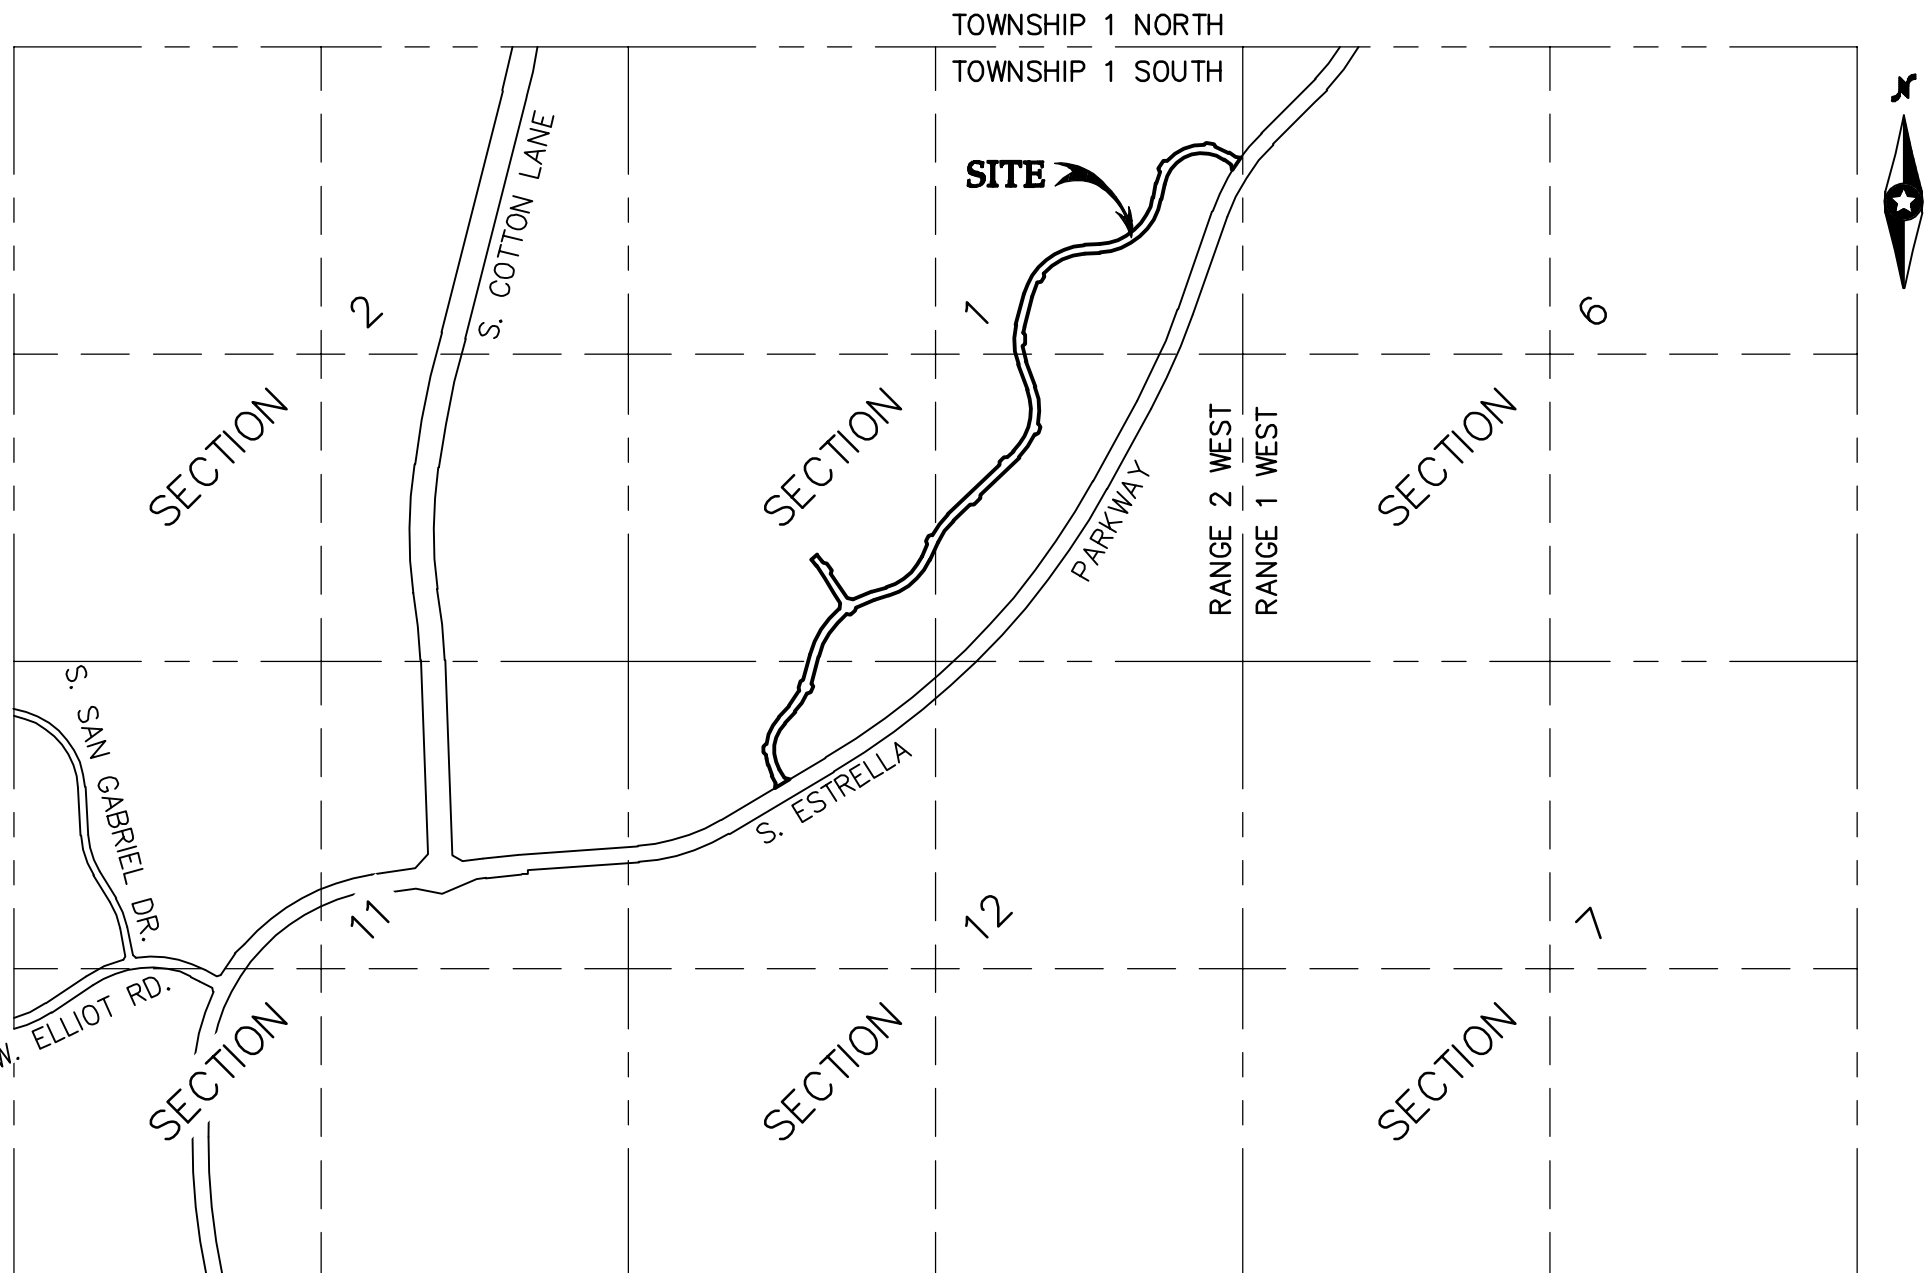 TOWNSHIP 1 NORTH
TOWNSHIP 1 SOUTH
N
SITE
S. COTTON LANE
SECTION 2
SECTION 1
SECTION 6
RANGE 2 WEST
RANGE 1 WEST
S. ESTRELLA PARKWAY
S. SAN GABRIEL DR.
W. ELLIOT RD.
SECTION 11
SECTION 12
SECTION 7